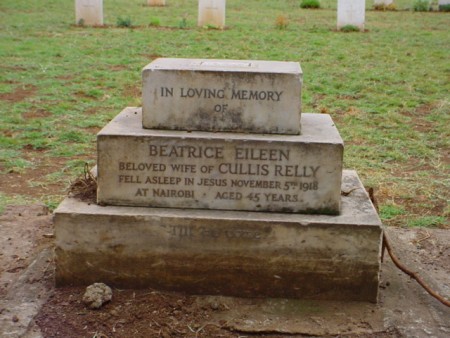 IN LOVING MEMORY
OF
BEATRICE EILEEN
BELOVED WIFE OF CULLIS RELLY
FELL ASLEEP IN JESUS NOVEMBER 5TH 1918
AT NAIROBI . AGED 45 YEARS.